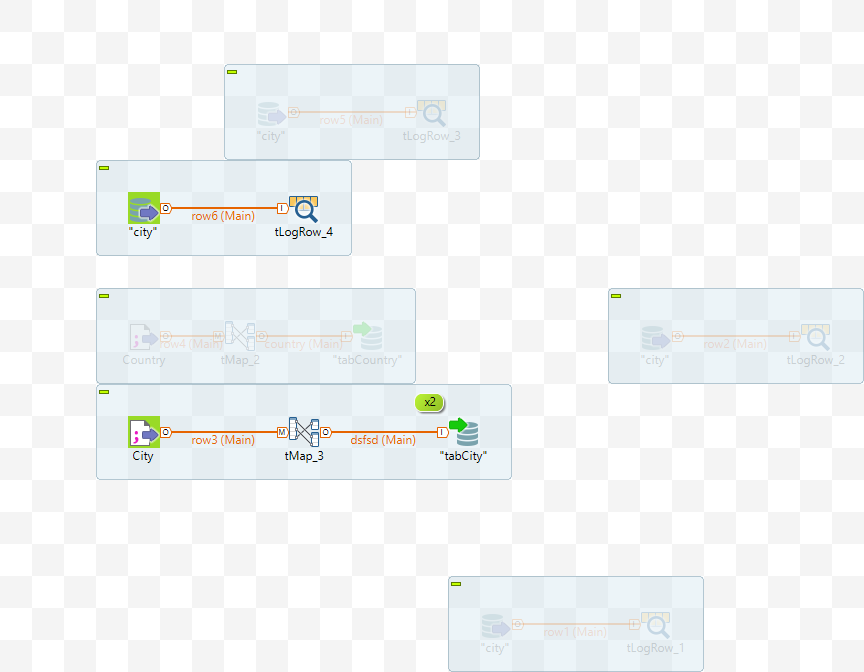 row5 (Main)
"city"
tLogRow_3
row6 (Main)
"city"
tLogRow_4
row4 (Main)
Country (Main)
Country
tMap_2
"tabCountry"
row2 (Main)
"city"
tLogRow_2
x2
row3 (Main)
dsfsd (Main)
City
tMap_3
"tabCity"
row1 (Main)
"city"
tLogRow_1